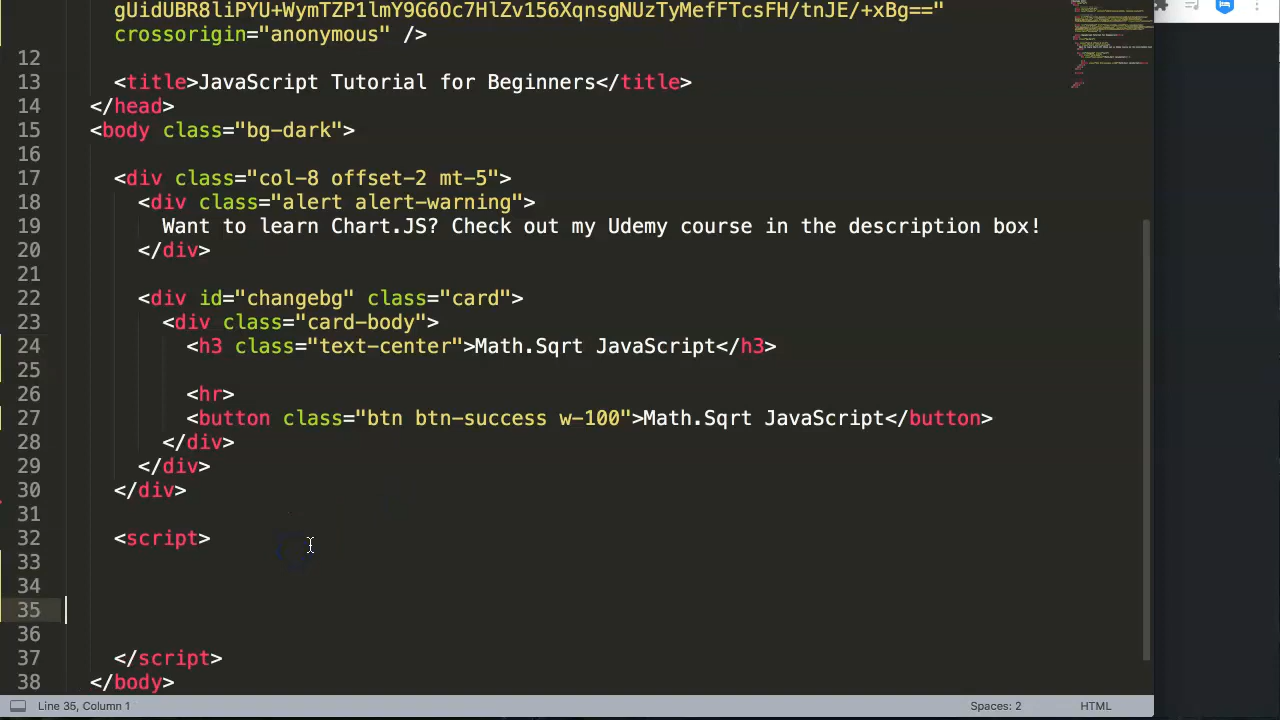 gUidUBR8liPYU+WymTZP1lmY9G6Oc7HlZv156XqnsgNUzTyMefFTcsFH/tnJE/+xBg=="
crossorigin="anonymous" />
12
13 <title>JavaScript Tutorial for Beginners</title>
14 </head>
15 <body class="bg-dark">
16
17 <div class="col-8 offset-2 mt-5">
18 <div class="alert alert-warning">
19 Want to learn Chart.JS? Check out my Udemy course in the description box!
20 </div>
21
22 <div id="changebg" class="card">
23 <div class="card-body">
24 <h3 class="text-center">Math.Sqrt JavaScript</h3>
25
26 <hr>
27 <button class="btn btn-success w-100">Math.Sqrt JavaScript</button>
28 </div>
29 </div>
30 </div>
31
32 <script>
33
34
35
36
37 </script>
38 </body>
Line 35, Column 1 Spaces: 2 HTML